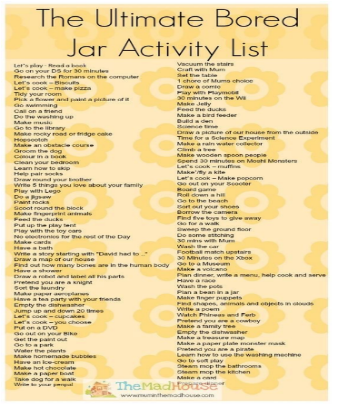 The Ultimate Bored
Jar Activity List
Let's play - Read a book
Go on your DS for 30 minutes
Research the Romans on the computer
Let's cook – Biscuits
Let's cook – make pizza
Tidy your room
Pick a flower and paint a picture of it
Go swimming
Call on a friend
Do the washing up
Make music
Go to the library
Make rocky road or fridge cake
Hopscotch
Make an obstacle course
Groom the dog
Colour in a book
Clean your bedroom
Learn how to skip
Help pair socks
Draw round your brother
Write 5 things you love about your family
Play with Lego
Do a jigsaw
Paint rocks
Scoot round the block
Make fingerprint animals
Feed the ducks
Put up the play tent
Play with the toy cars
No electronics for the rest of the Day
Make cards
Have a bath
Write a story starting with "David had to .."
Draw a map of our house
Find out how many bones are in the human body
Have a shower
Draw a robot and label all his parts
Pretend you are a knight
Sort the laundry
Make paper aeroplanes
Have a tea party with your friends
Empty the dishwasher
Jump up and down 20 times
Let's cook – cupcakes
Let's cook – you choose
Put on a DVD
Go out on your Bike
Get the paint out
Go to a park
Water the plants
Make homemade bubbles
Have an ice-cream
Make hot chocolate
Make a paper boat
Take dog for a walk
Write to your penpal
Vacuum the stairs
Craft with Mum
Set the table
1 chore of Mums choice
Draw a comic
Play with Playmobil
30 minutes on the Wii
Make Jelly
Feed the ducks
Make a bird feeder
Build a den
Science time
Draw a picture of our house from the outside
Time for a Science Experiment
Make a rain water collector
Climb a tree
Make wooden spoon people
Spend 30 minutes on Moshi Monsters
Let's cook – muffins
Make/fly a kite
Let's cook – Make popcorn
Go out on your Scooter
Board game
Roll down a hill
Go to the beach
Sort out your shoes
Borrow the camera
Find five toys to give away
Go for a walk
Sweep the ground floor
Do some stitching
30 mins with Mum
Wash the car
Football match upstairs
30 Minutes on the Xbox
Go to a Museum
Make a volcano
Plan dinner, write a menu, help cook and serve
Have a race
Wash the pots
Plan a terrarium in a jar
Make finger puppets
Find shapes, animals and objects in clouds
Write a poem
Watch Phineas and Ferb
Pretend you are a cowboy
Make a family tree
Empty the dishwasher
Make a treasure map
Make a paper plate monster mask
Pretend you are a pirate
Learn how to use the washing machine
Go to soft play
Steam mop the bathrooms
Steam mop the kitchen
Make a card
TheMadHouse
www.muminthemadhouse.com